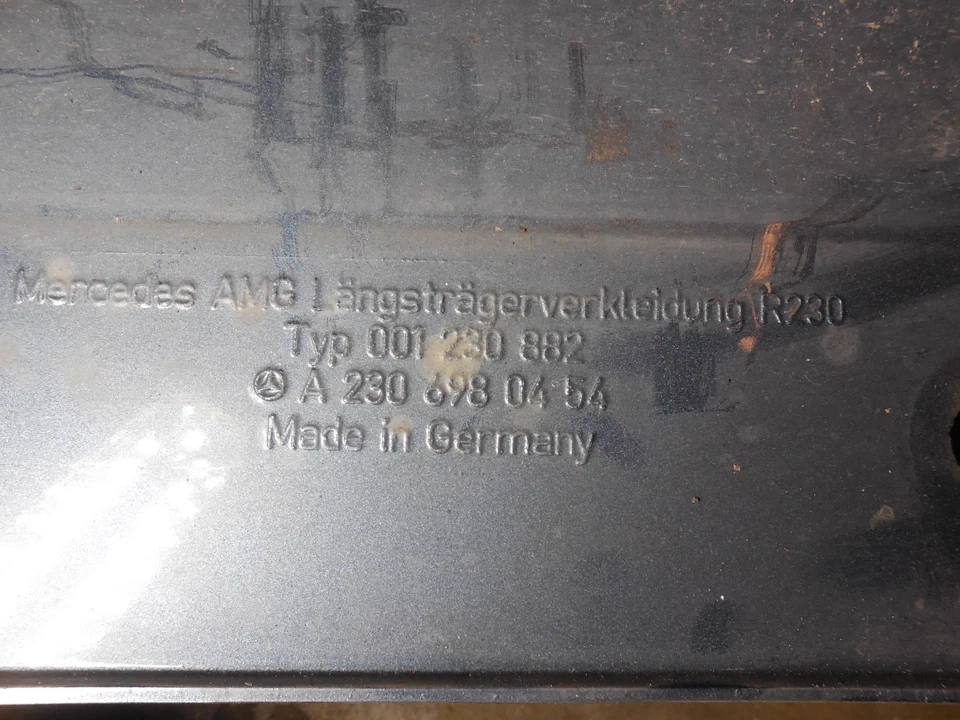 Mercedes AMG Längsträgerverkleidung R230
Typ 001 230 882
A 230 698 04 54
Made in Germany